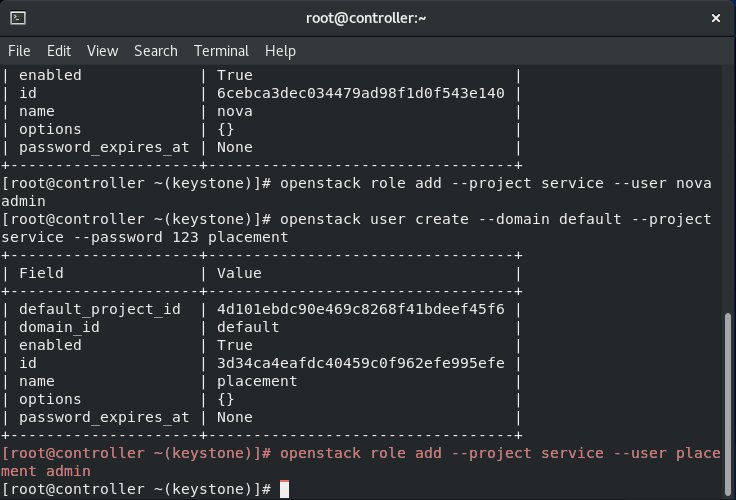 root@controller:~
File Edit View Search Terminal Help
| enabled             | True                             |
| id                  | 6cebca3dec034479ad98f1d0f543e140 |
| name                | nova                             |
| options             | {}                               |
| password_expires_at | None                             |
+---------------------+----------------------------------+
[root@controller ~(keystone)]# openstack role add --project service --user nova
admin
[root@controller ~(keystone)]# openstack user create --domain default --project
service --password 123 placement
+---------------------+----------------------------------+
| Field               | Value                            |
+---------------------+----------------------------------+
| default_project_id  | 4d101ebdc90e469c8268f41bdeef45f6 |
| domain_id           | default                          |
| enabled             | True                             |
| id                  | 3d34ca4eafdc40459c0f962efe995efe |
| name                | placement                        |
| options             | {}                               |
| password_expires_at | None                             |
+---------------------+----------------------------------+
[root@controller ~(keystone)]# openstack role add --project service --user place
ment admin
[root@controller ~(keystone)]#